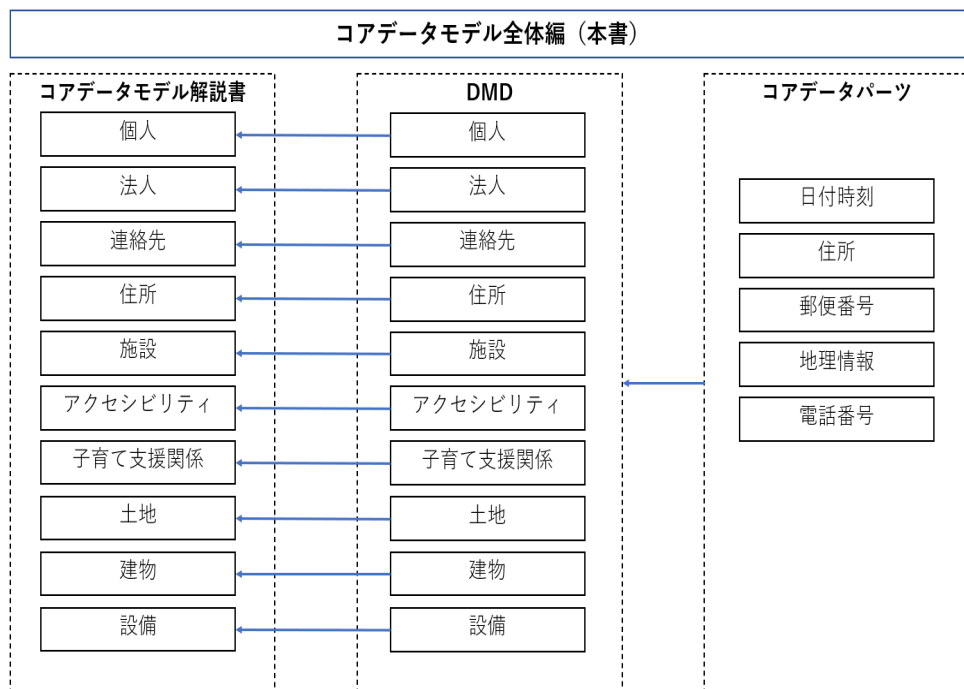 コアデータモデル全体編（本書）
コアデータモデル解説書
個人
法人
連絡先
住所
施設
アクセシビリティ
子育て支援関係
土地
建物
設備
DMD
個人
法人
連絡先
住所
施設
アクセシビリティ
子育て支援関係
土地
建物
設備
コアデータパーツ
日付時刻
住所
郵便番号
地理情報
電話番号